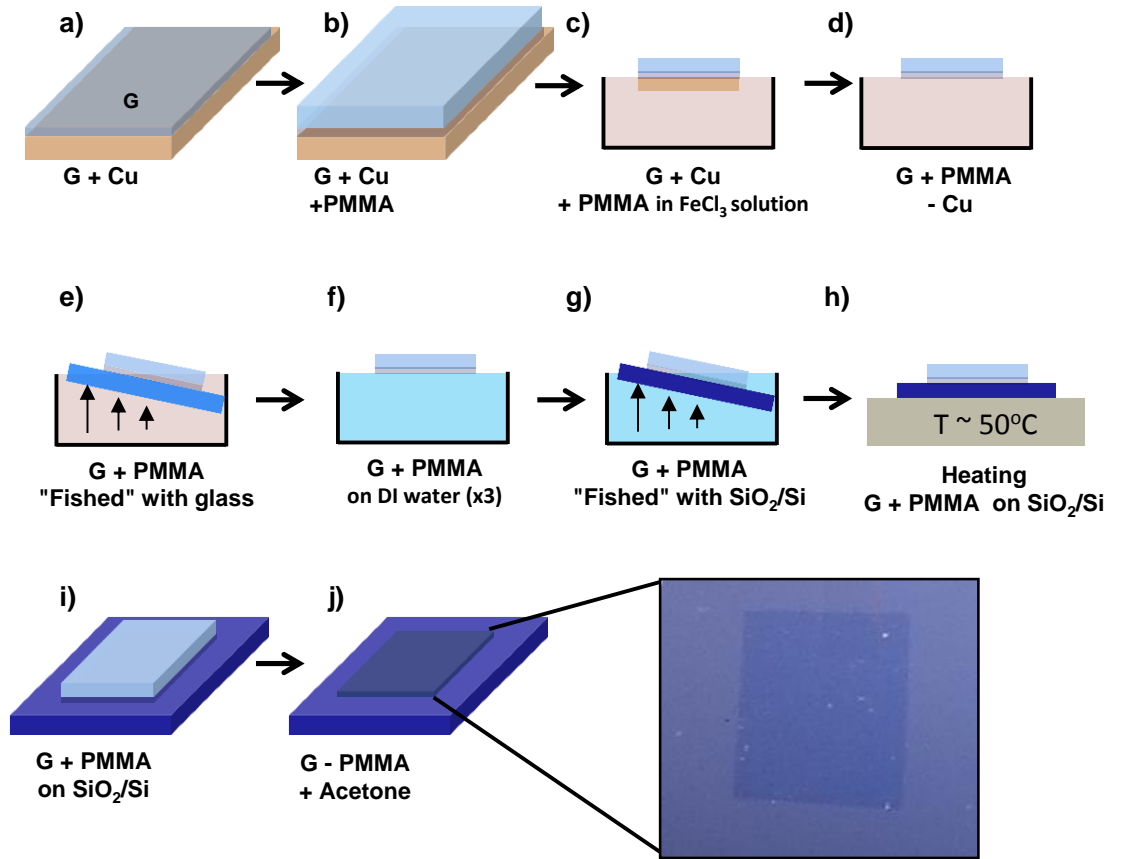 a)
G
G + Cu
b)
G + Cu
+PMMA
c)
G + Cu
+ PMMA in FeCl₃ solution
d)
G + PMMA
- Cu
e)
G + PMMA
"Fished" with glass
f)
G + PMMA
on DI water (x3)
g)
G + PMMA
"Fished" with SiO₂/Si
h)
T ~ 50ºC
Heating
G + PMMA on SiO₂/Si
i)
G + PMMA
on SiO₂/Si
j)
G - PMMA
+ Acetone